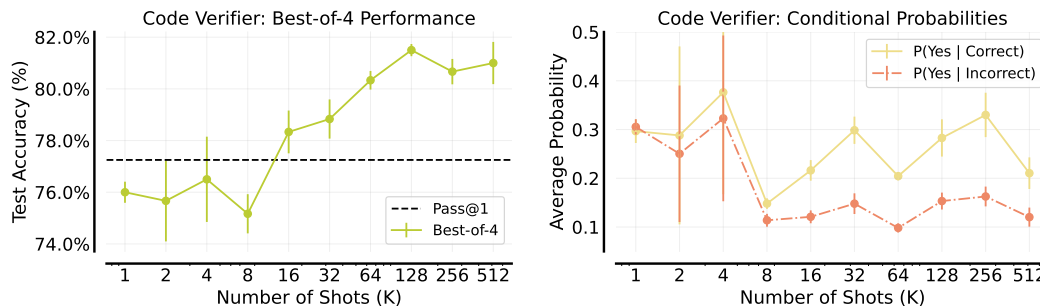 Code Verifier: Best-of-4 Performance
Test Accuracy (%)
82.0%
80.0%
78.0%
76.0%
74.0%
Pass@1
Best-of-4
1 2 4 8 16 32 64 128 256 512
Number of Shots (K)
Code Verifier: Conditional Probabilities
Average Probability
0.5
0.4
0.3
0.2
0.1
P(Yes | Correct)
P(Yes | Incorrect)
1 2 4 8 16 32 64 128 256 512
Number of Shots (K)